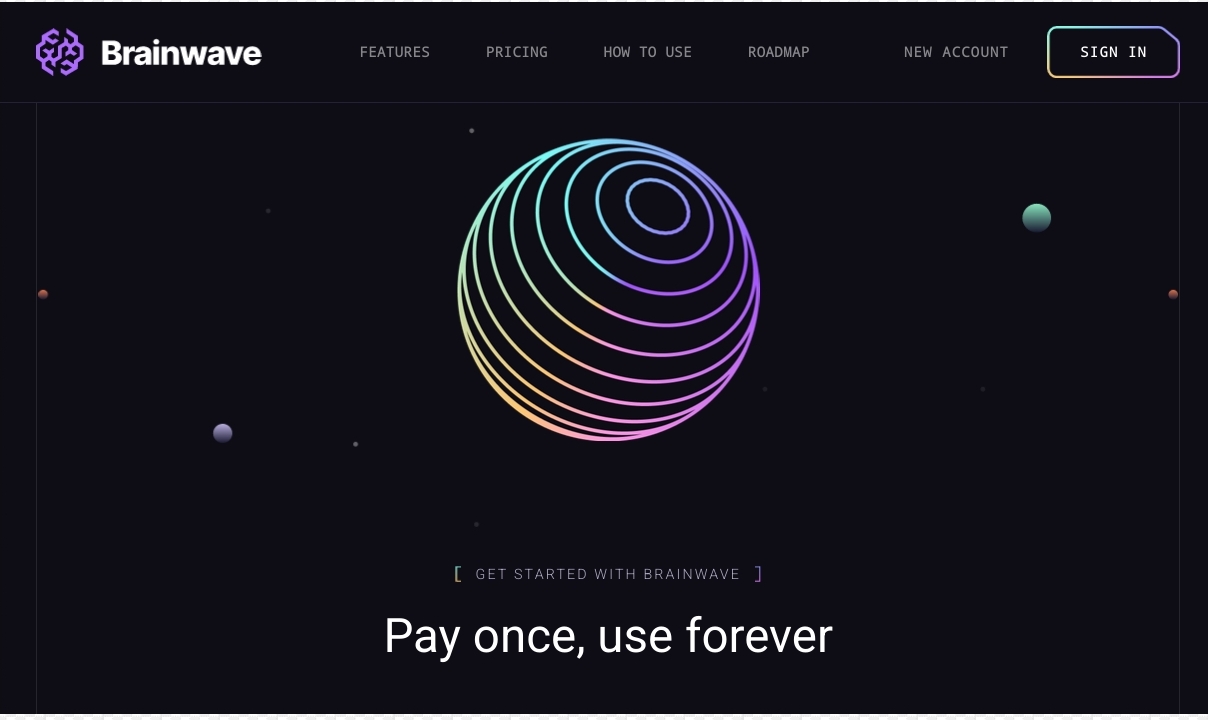 Brainwave
FEATURES PRICING HOW TO USE ROADMAP NEW ACCOUNT SIGN IN
[ GET STARTED WITH BRAINWAVE ]
Pay once, use forever